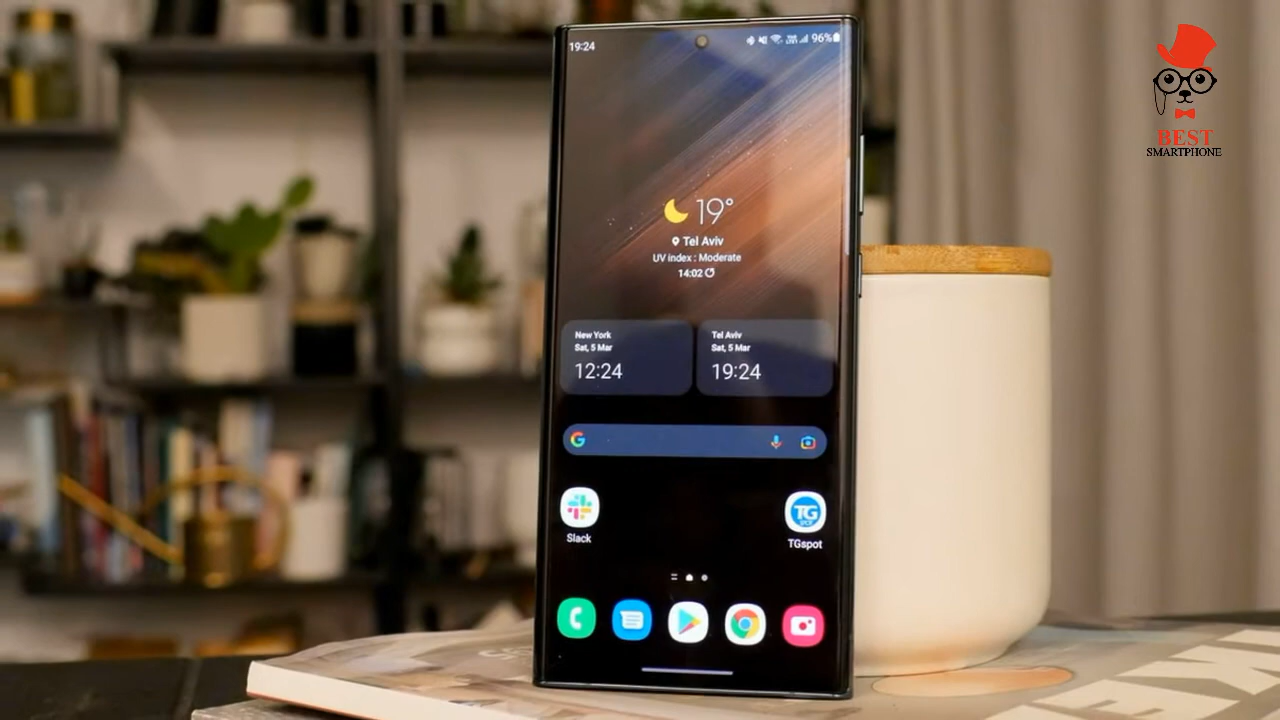 19:24
96%
19°
Tel Aviv
UV index : Moderate
14:02
New York
Sat, 5 Mar
12:24
Tel Aviv
Sat, 5 Mar
19:24
Slack
TG
TGspot
BEST
SMARTPHONE